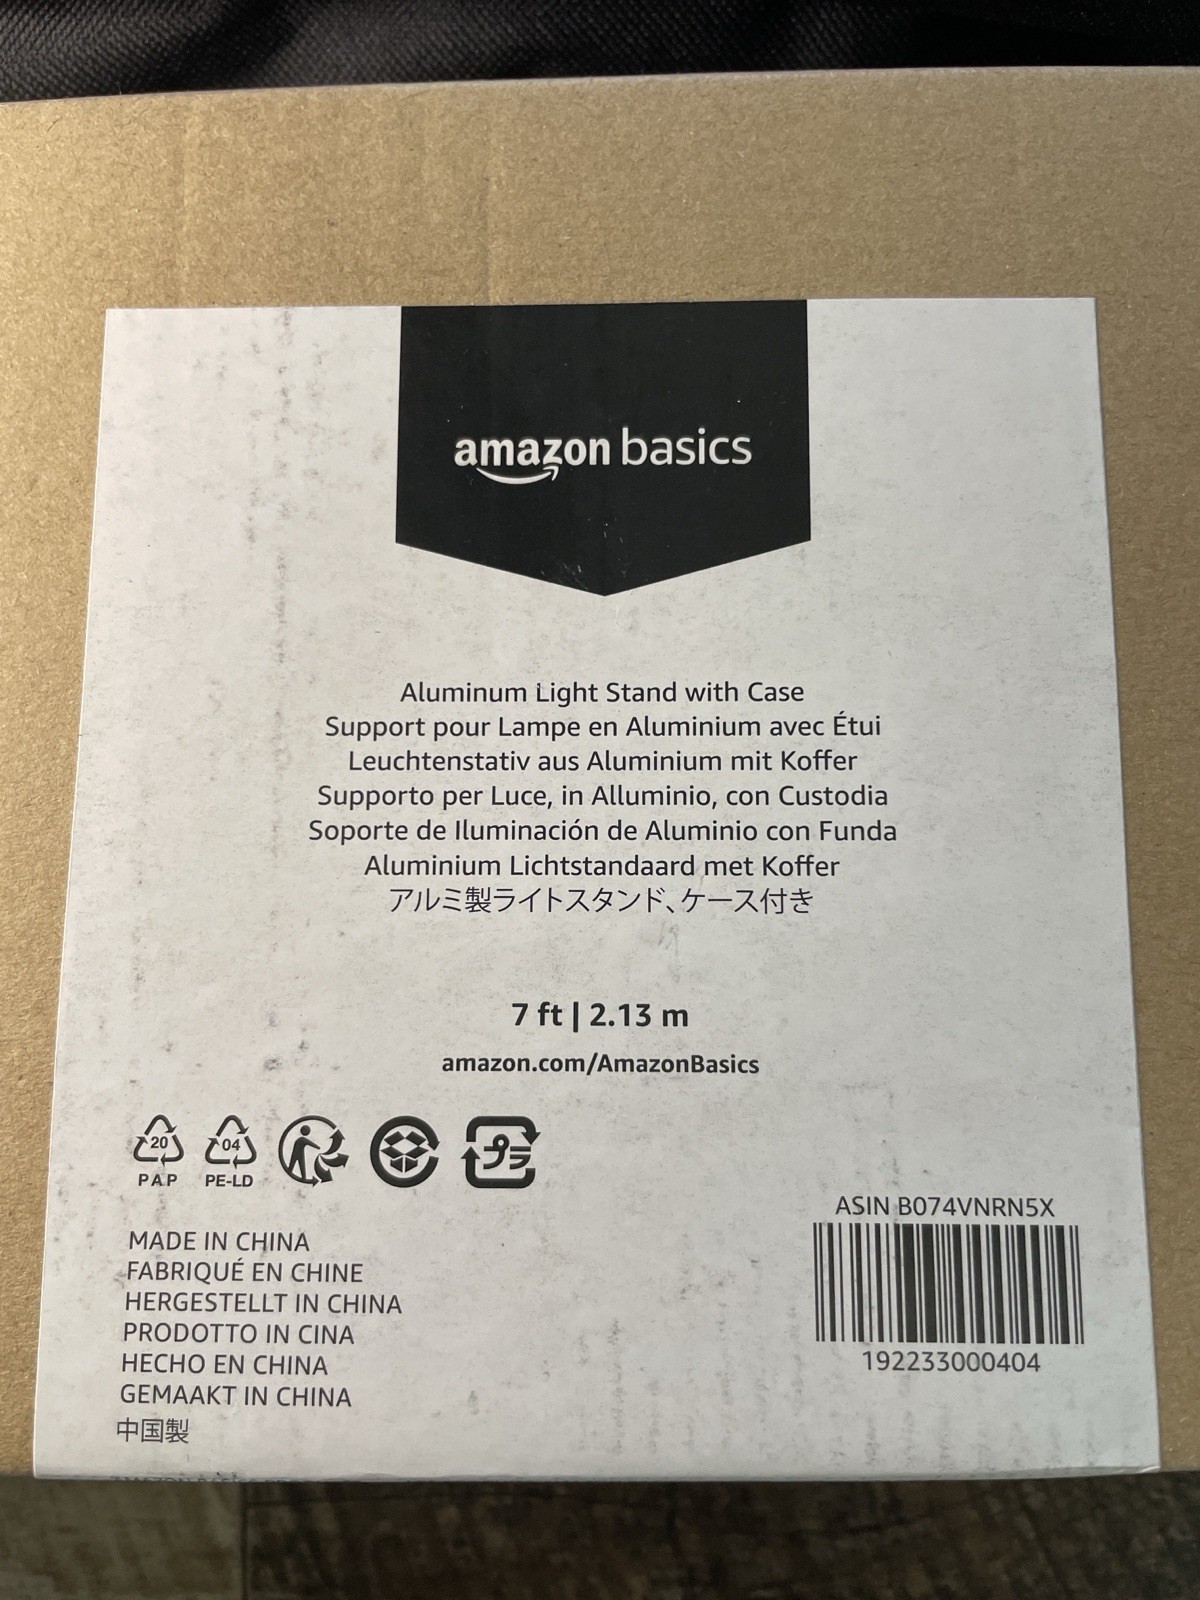 amazon basics
Aluminum Light Stand with Case
Support pour Lampe en Aluminium avec Étui
Leuchtenstativ aus Aluminium mit Koffer
Supporto per Luce, in Alluminio, con Custodia
Soporte de Iluminación de Aluminio con Funda
Aluminium Lichtstandaard met Koffer
アルミ製ライトスタンド、ケース付き
7 ft | 2.13 m
amazon.com/AmazonBasics
20
PAP
04
PE-LD
プラ
ASIN B074VNRN5X
192233000404
MADE IN CHINA
FABRIQUÉ EN CHINE
HERGESTELLT IN CHINA
PRODOTTO IN CINA
HECHO EN CHINA
GEMAAKT IN CHINA
中国製